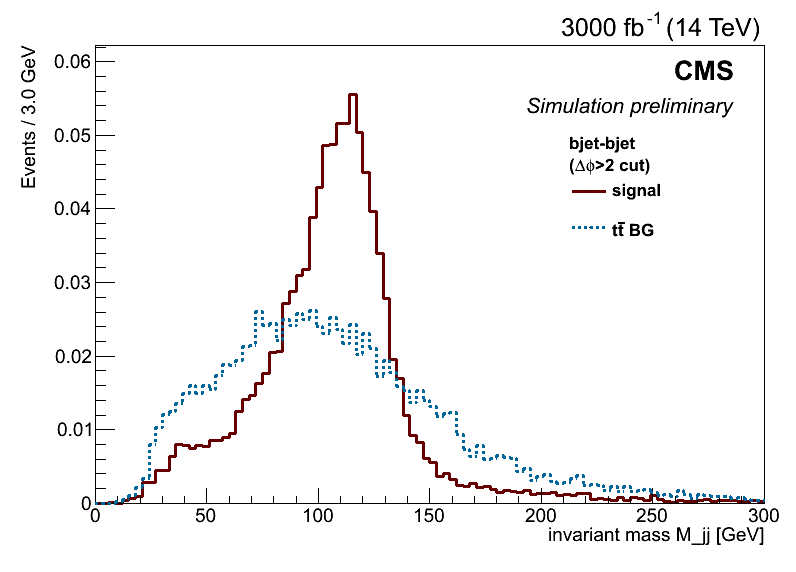 3000 fb⁻¹ (14 TeV)
CMS
Simulation preliminary
bjet-bjet
(Δϕ>2 cut)
signal
tt̄ BG
Events / 3.0 GeV
0.06
0.05
0.04
0.03
0.02
0.01
0
0 50 100 150 200 250 300
invariant mass M_jj [GeV]